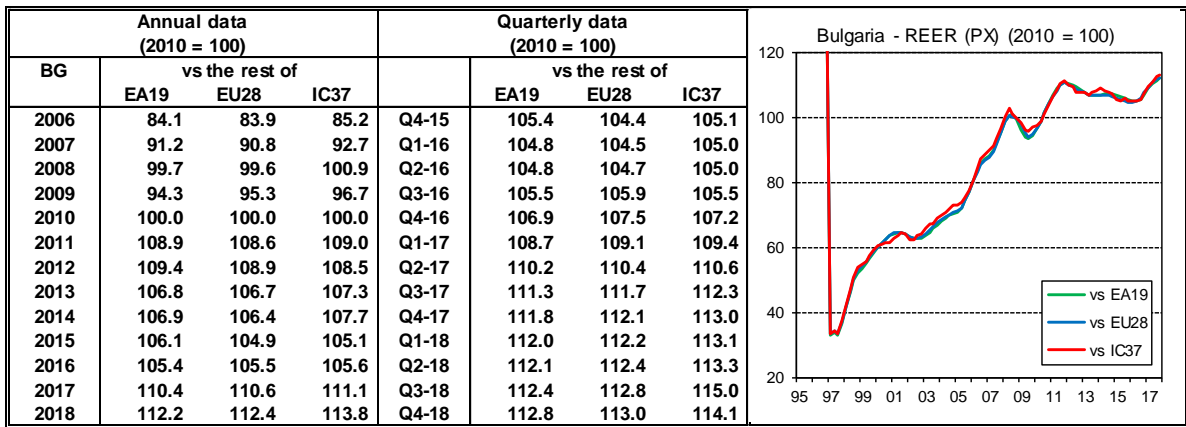 Annual data Quarterly data
(2010 = 100) (2010 = 100)
BG vs the rest of vs the rest of
EA19 EU28 IC37 EA19 EU28 IC37
2006 84.1 83.9 85.2 Q4-15 105.4 104.4 105.1
2007 91.2 90.8 92.7 Q1-16 104.8 104.5 105.0
2008 99.7 99.6 100.9 Q2-16 104.8 104.7 105.0
2009 94.3 95.3 96.7 Q3-16 105.5 105.9 105.5
2010 100.0 100.0 100.0 Q4-16 106.9 107.5 107.2
2011 108.9 108.6 109.0 Q1-17 108.7 109.1 109.4
2012 109.4 108.9 108.5 Q2-17 110.2 110.4 110.6
2013 106.8 106.7 107.3 Q3-17 111.3 111.7 112.3
2014 106.9 106.4 107.7 Q4-17 111.8 112.1 113.0
2015 106.1 104.9 105.1 Q1-18 112.0 112.2 113.1
2016 105.4 105.5 105.6 Q2-18 112.1 112.4 113.3
2017 110.4 110.6 111.1 Q3-18 112.4 112.8 115.0
2018 112.2 112.4 113.8 Q4-18 112.8 113.0 114.1
Bulgaria - REER (PX) (2010 = 100)
120
100
80
60
40
20
vs EA19
vs EU28
vs IC37
95 97 99 01 03 05 07 09 11 13 15 17